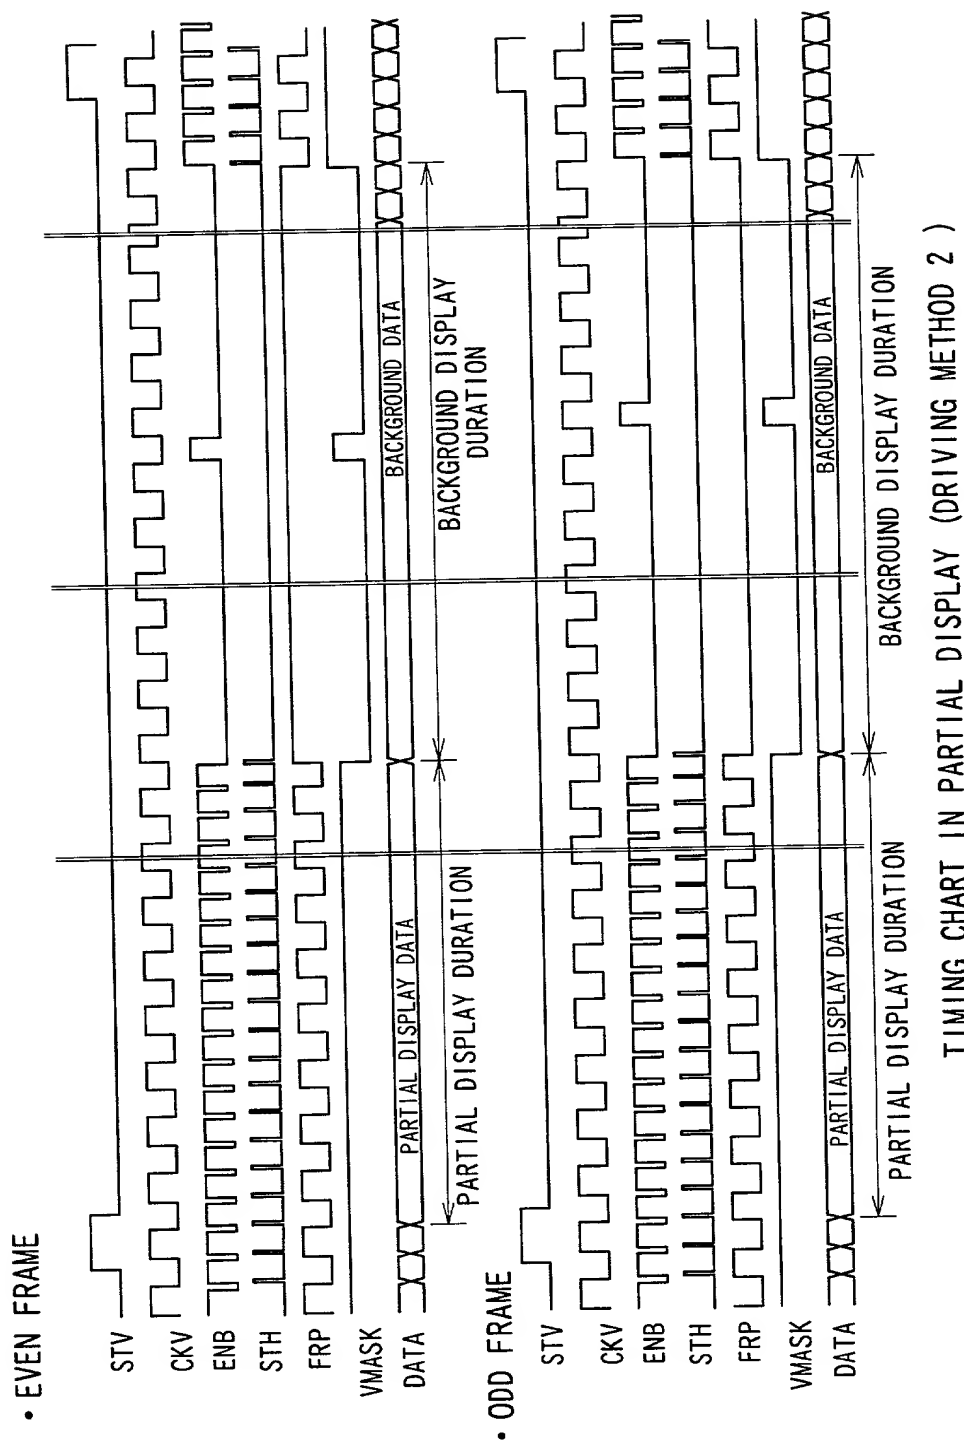 • EVEN FRAME
STV
CKV
ENB
STH
FRP
VMASK
DATA
PARTIAL DISPLAY DATA
BACKGROUND DATA
PARTIAL DISPLAY DURATION
BACKGROUND DISPLAY
DURATION
• ODD FRAME
STV
CKV
ENB
STH
FRP
VMASK
DATA
PARTIAL DISPLAY DATA
BACKGROUND DATA
PARTIAL DISPLAY DURATION
BACKGROUND DISPLAY DURATION
TIMING CHART IN PARTIAL DISPLAY (DRIVING METHOD 2 )